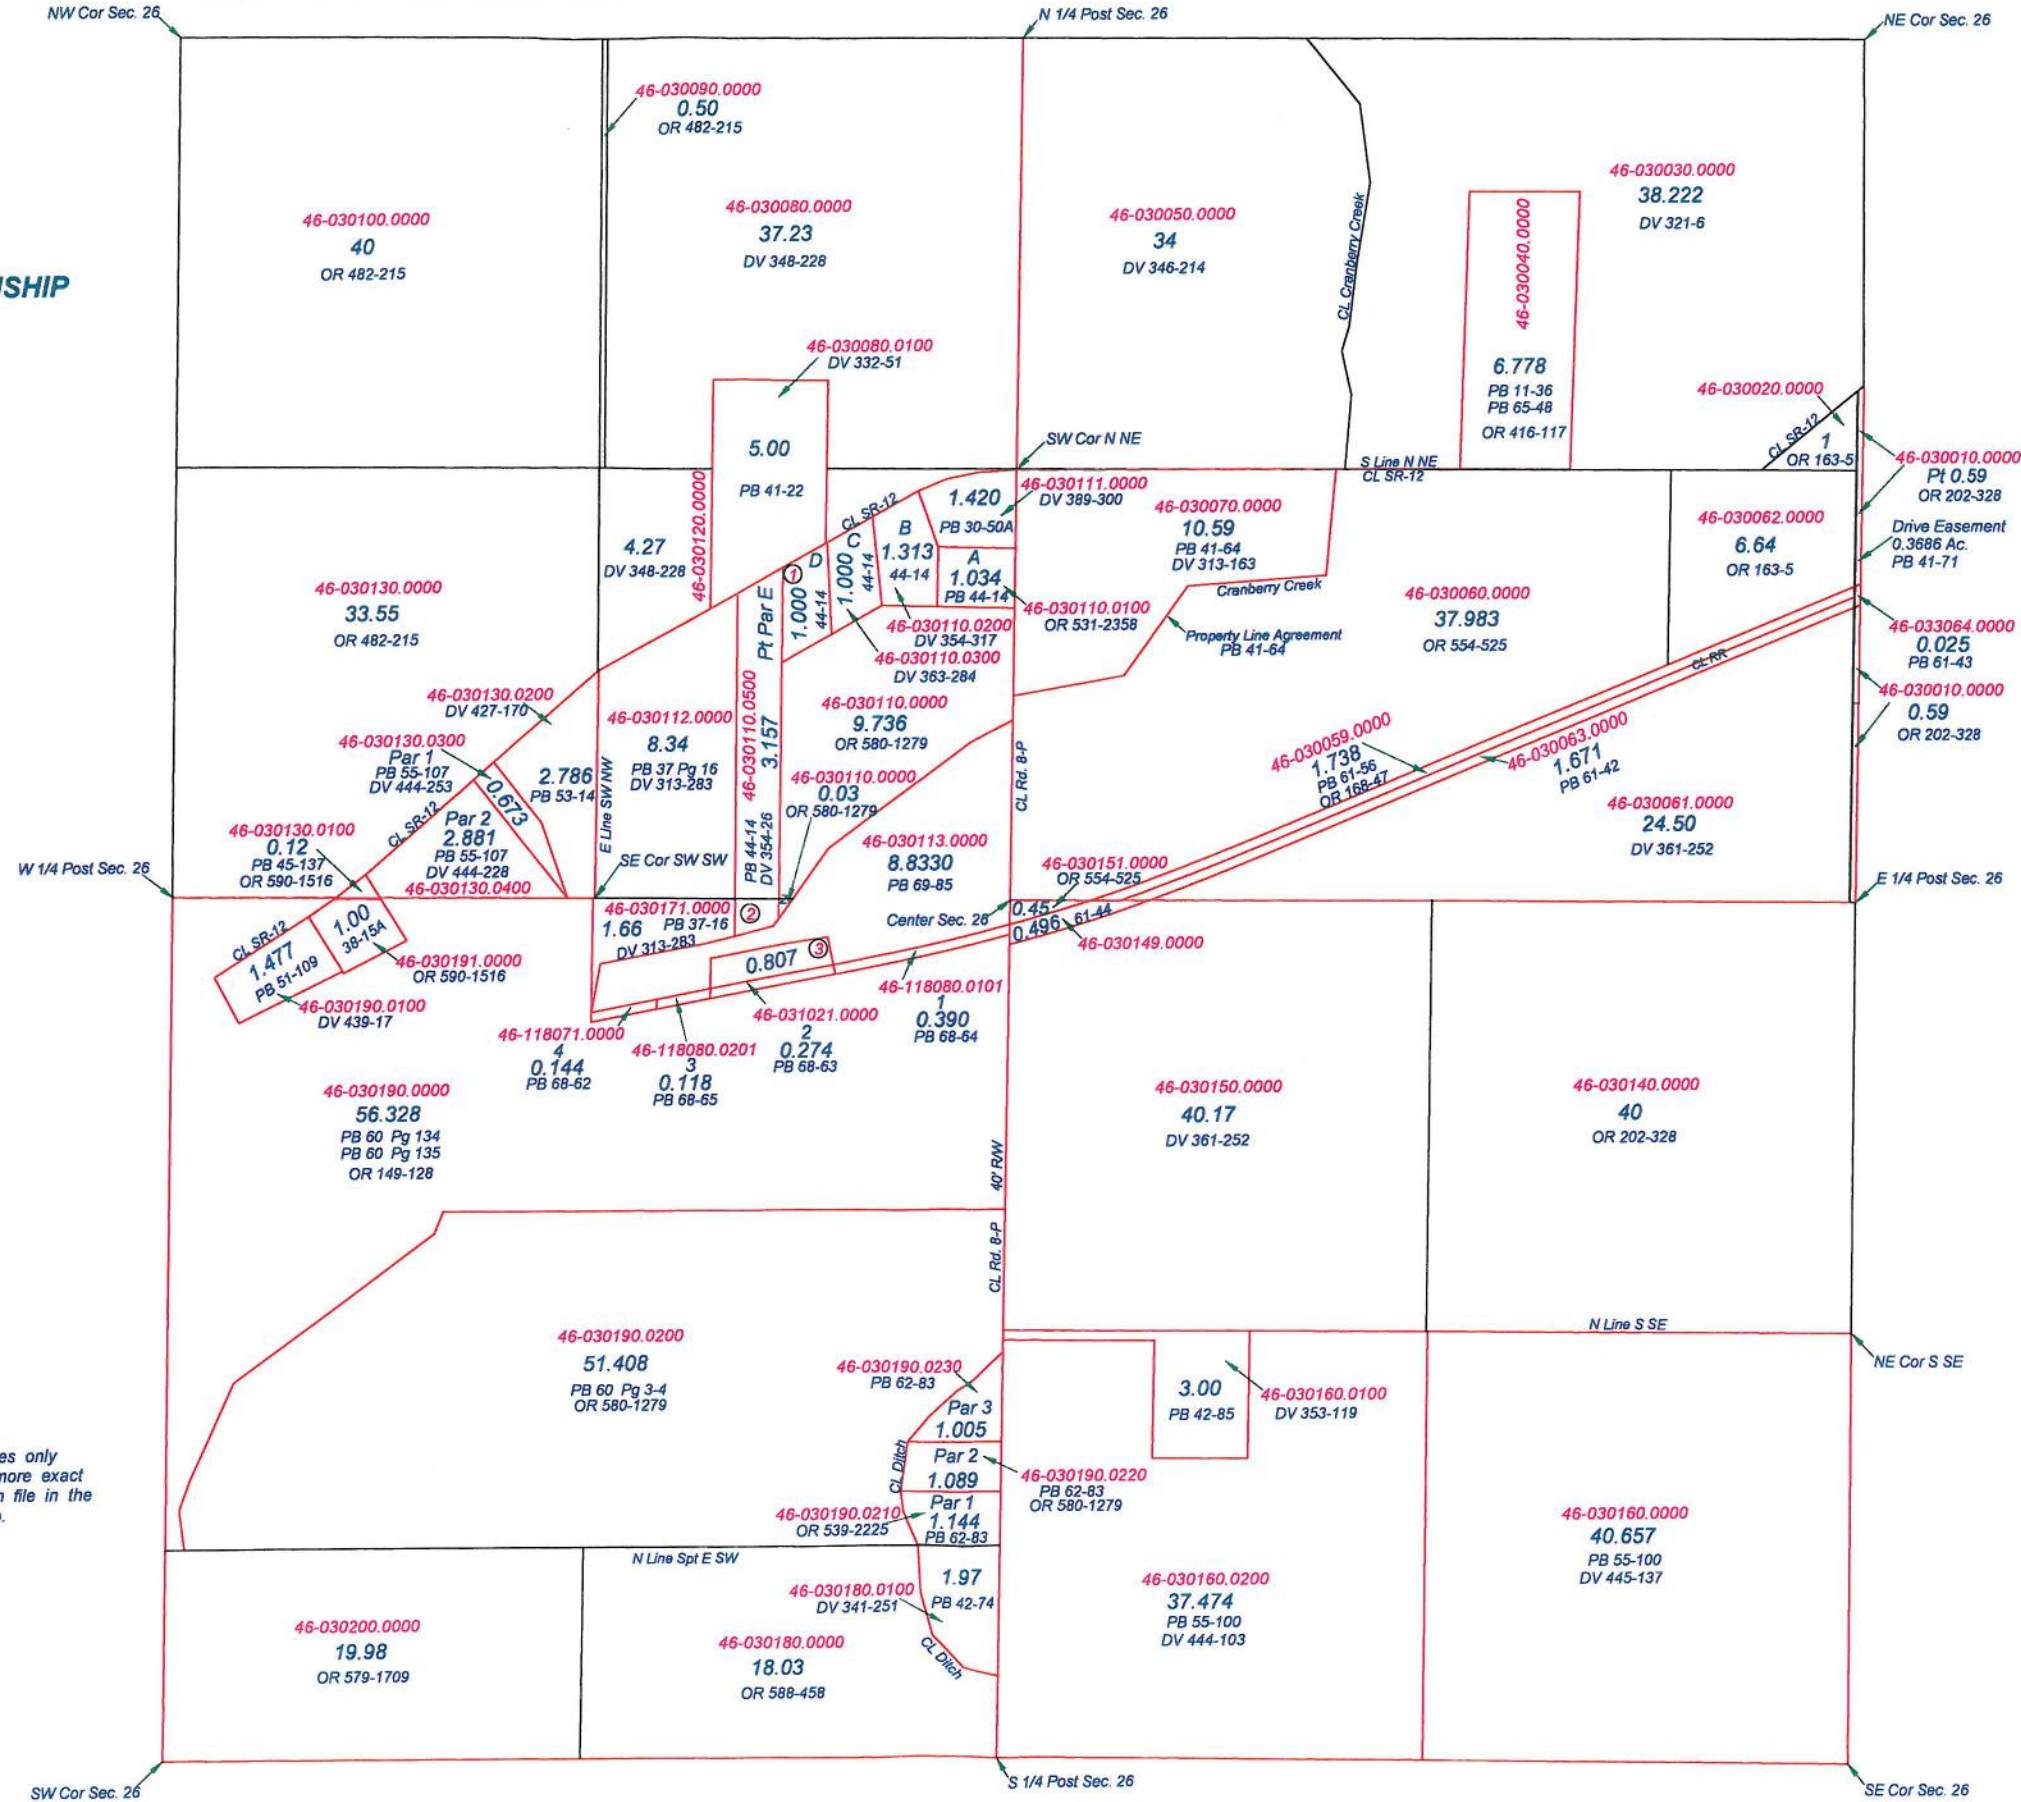 NW Cor Sec. 26
N 1/4 Post Sec. 26
NE Cor Sec. 26
46-030090.0000
0.50
OR 482-215
46-030100.0000
40
OR 482-215
46-030080.0000
37.23
DV 348-228
46-030050.0000
34
DV 346-214
CL Cranberry Creek
46-030030.0000
38.222
DV 321-6
46-030040.0000
6.778
PB 11-36
PB 65-48
OR 416-117
SHIP
46-030080.0100
DV 332-51
5.00
PB 41-22
46-030020.0000
CL SR-12
1
OR 163-5
SW Cor N NE
S Line N NE
CL SR-12
46-030010.0000
Pt 0.59
OR 202-328
Drive Easement
0.3686 Ac.
PB 41-71
46-030120.0000
4.27
DV 348-228
CL SR-12
1.420
PB 30-50A
46-030111.0000
DV 389-300
46-030070.0000
10.59
PB 41-64
DV 313-163
46-030062.0000
6.64
OR 163-5
46-030130.0000
33.55
OR 482-215
1
D
1.000
44-14
C
1.000
44-14
B
1.313
44-14
A
1.034
PB 44-14
46-030110.0100
OR 531-2358
Cranberry Creek
Property Line Agreement
PB 41-64
46-030060.0000
37.983
OR 554-525
46-030110.0200
DV 354-317
46-030110.0300
DV 363-284
46-033064.0000
0.025
PB 61-43
CL RR
46-030010.0000
0.59
OR 202-328
46-030130.0200
DV 427-170
46-030112.0000
8.34
PB 37 Pg 16
DV 313-283
Pt Par E
46-030110.0500
3.157
PB 44-14
DV 354-26
46-030110.0000
9.736
OR 580-1279
46-030130.0300
Par 1
PB 55-107
DV 444-253
0.673
2.786
PB 53-14
E Line SW NW
46-030110.0000
0.03
OR 580-1279
CL Rd. 8-P
46-030059.0000
1.738
PB 61-56
OR 168-47
46-030063.0000
1.671
PB 61-42
46-030061.0000
24.50
DV 361-252
46-030130.0100
0.12
PB 45-137
OR 590-1516
CL SR-12
Par 2
2.881
PB 55-107
DV 444-228
46-030130.0400
SE Cor SW SW
46-030113.0000
8.8330
PB 69-85
46-030151.0000
OR 554-525
W 1/4 Post Sec. 26
E 1/4 Post Sec. 26
Center Sec. 26
0.45
0.496
61-44
46-030149.0000
CL SR-12
1.00
38-15A
1.477
PB 51-109
46-030191.0000
OR 590-1516
46-030190.0100
DV 439-17
46-030171.0000
1.66
PB 37-16
DV 313-283
2
0.807
3
46-118080.0101
1
0.390
PB 68-64
46-031021.0000
2
0.274
PB 68-63
46-118080.0201
3
0.118
PB 68-65
46-118071.0000
4
0.144
PB 68-62
46-030190.0000
56.328
PB 60 Pg 134
PB 60 Pg 135
OR 149-128
46-030150.0000
40.17
DV 361-252
46-030140.0000
40
OR 202-328
40' R/W
CL Rd. 8-P
N Line S SE
NE Cor S SE
46-030190.0200
51.408
PB 60 Pg 3-4
OR 580-1279
46-030190.0230
PB 62-83
Par 3
1.005
Par 2
1.089
46-030190.0220
PB 62-83
OR 580-1279
CL Ditch
Par 1
1.144
PB 62-83
46-030190.0210
OR 539-2225
3.00
PB 42-85
46-030160.0100
DV 353-119
es only
more exact
n file in the
46-030160.0000
40.657
PB 55-100
DV 445-137
N Line Spt E SW
1.97
PB 42-74
46-030180.0100
DV 341-251
CL Ditch
46-030160.0200
37.474
PB 55-100
DV 444-103
46-030200.0000
19.98
OR 579-1709
46-030180.0000
18.03
OR 588-458
SW Cor Sec. 26
S 1/4 Post Sec. 26
SE Cor Sec. 26